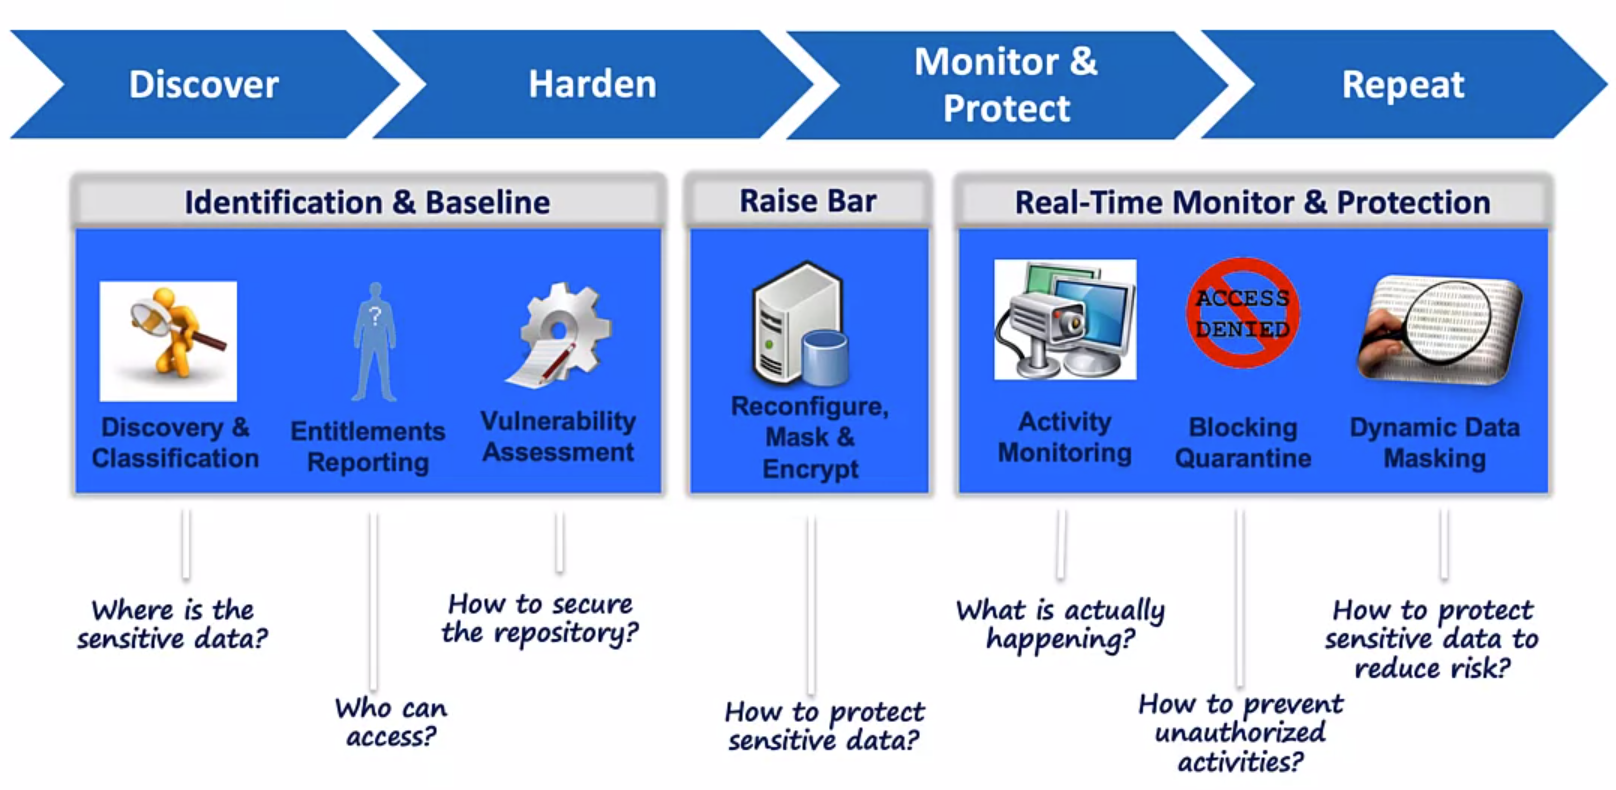 Discover
Harden
Monitor &
Protect
Repeat
Identification & Baseline
Discovery &
Classification
Entitlements
Reporting
Vulnerability
Assessment
Where is the
sensitive data?
Who can
access?
How to secure
the repository?
Raise Bar
Reconfigure,
Mask &
Encrypt
How to protect
sensitive data?
Real-Time Monitor & Protection
Activity
Monitoring
ACCESS
DENIED
Blocking
Quarantine
Dynamic Data
Masking
What is actually
happening?
How to prevent
unauthorized
activities?
How to protect
sensitive data to
reduce risk?